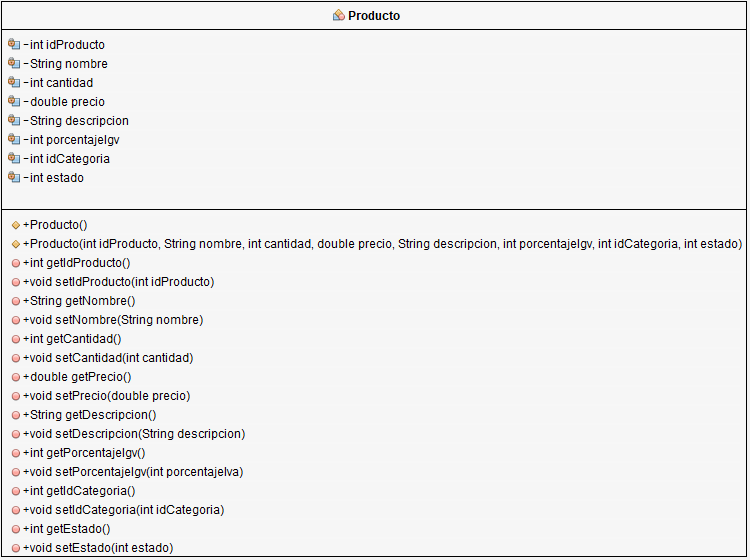 Producto
-int idProducto
-String nombre
-int cantidad
-double precio
-String descripcion
-int porcentajeIgv
-int idCategoria
-int estado
+Producto()
+Producto(int idProducto, String nombre, int cantidad, double precio, String descripcion, int porcentajeIgv, int idCategoria, int estado)
+int getIdProducto()
+void setIdProducto(int idProducto)
+String getNombre()
+void setNombre(String nombre)
+int getCantidad()
+void setCantidad(int cantidad)
+double getPrecio()
+void setPrecio(double precio)
+String getDescripcion()
+void setDescripcion(String descripcion)
+int getPorcentajeIgv()
+void setPorcentajeIgv(int porcentajeIva)
+int getIdCategoria()
+void setIdCategoria(int idCategoria)
+int getEstado()
+void setEstado(int estado)